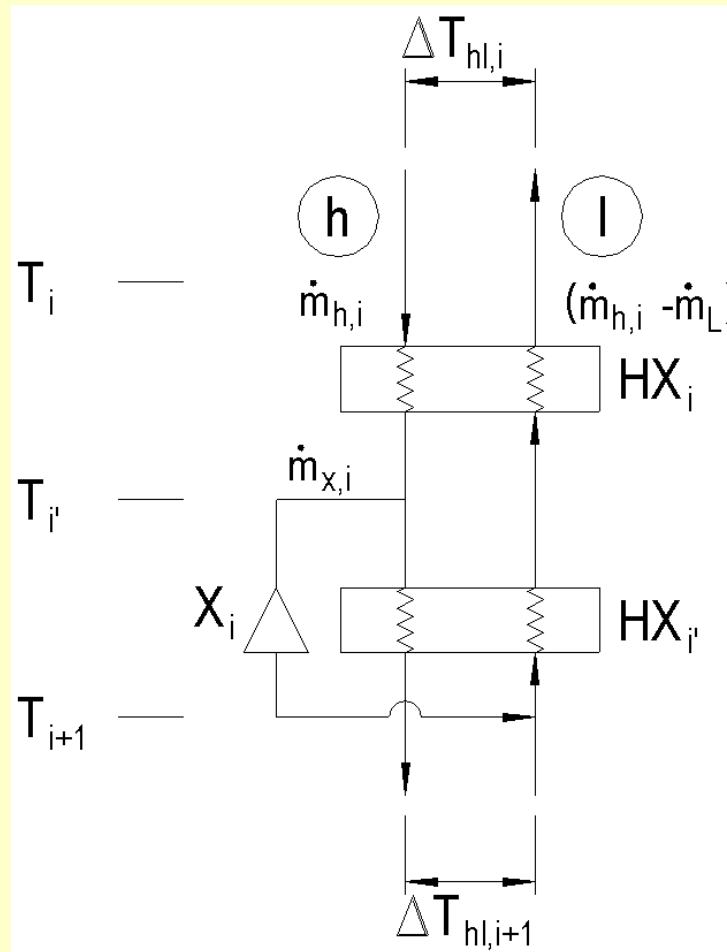 ΔT_hl,i
h l
T_i
ṁ_h,i (ṁ_h,i -ṁ_L)
HX_i
ṁ_x,i
T_i'
X_i HX_i'
T_i+1
ΔT_hl,i+1